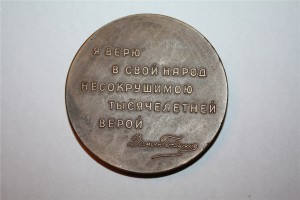 Я ВЕРЮ
В СВОЙ НАРОД
НЕСОКРУШИМОЮ
ТЫСЯЧЕЛЕТНЕЙ
ВЕРОЙ